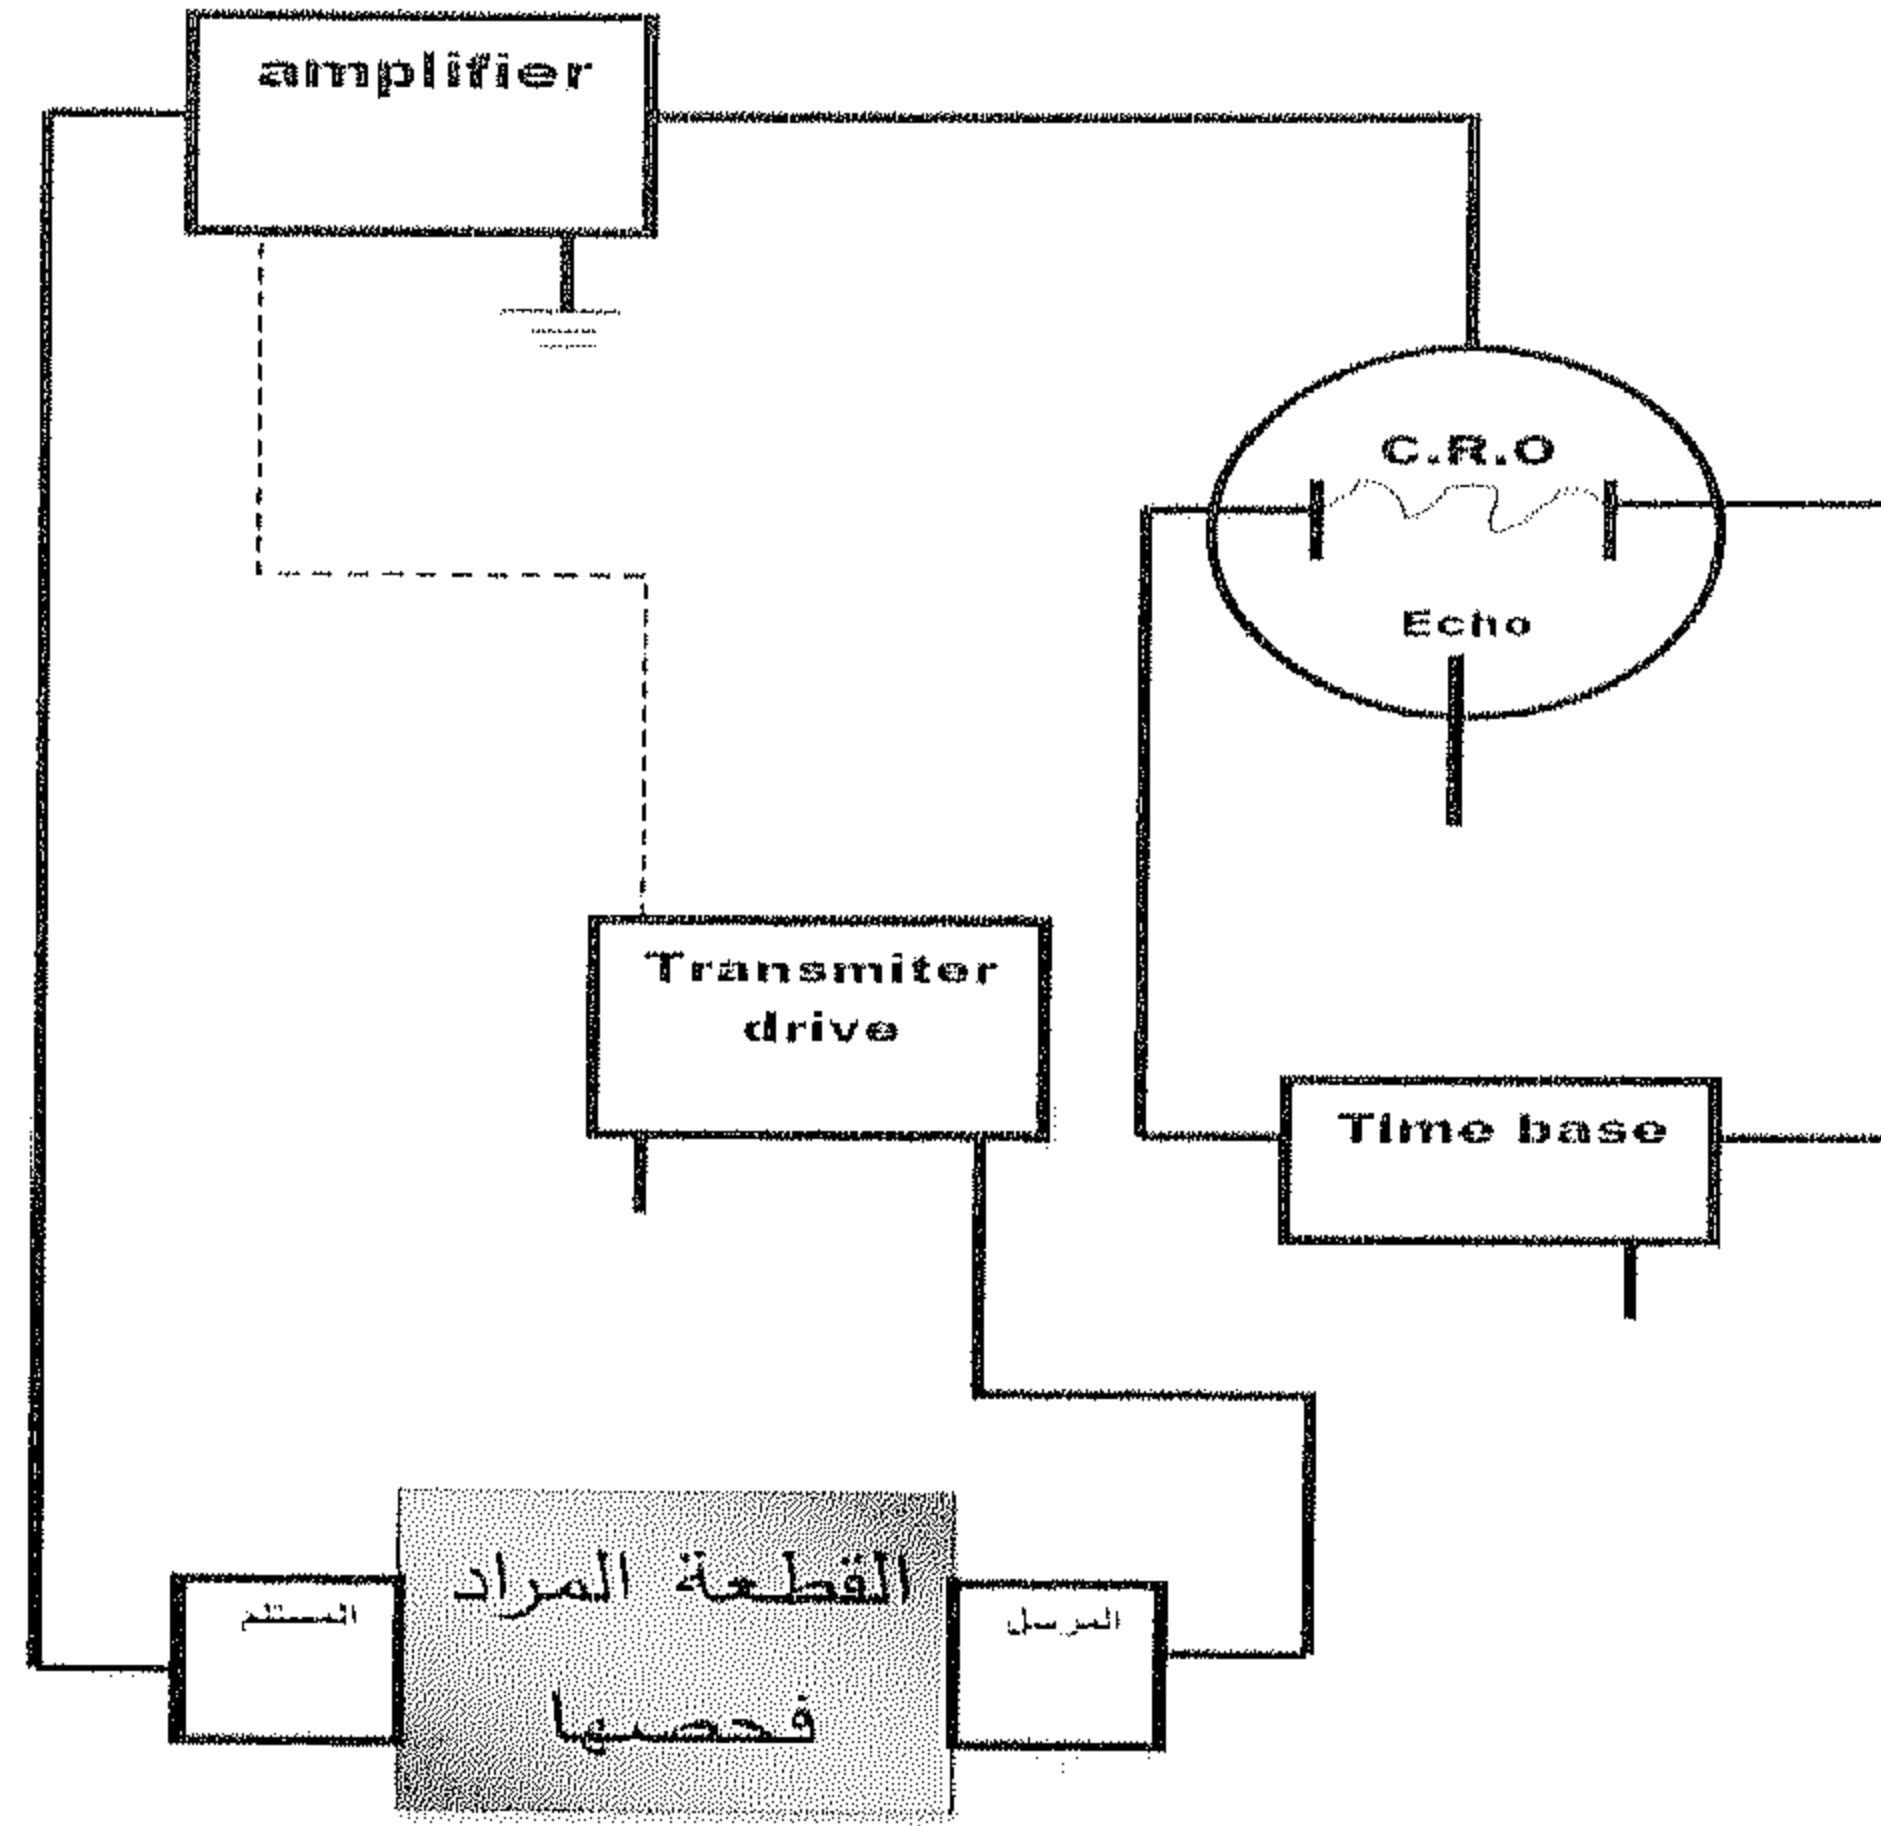 amplifier
C.R.O
Echo
Transmiter
drive
Time base
القطعة المراد
فحصها
المستلم
المرسل